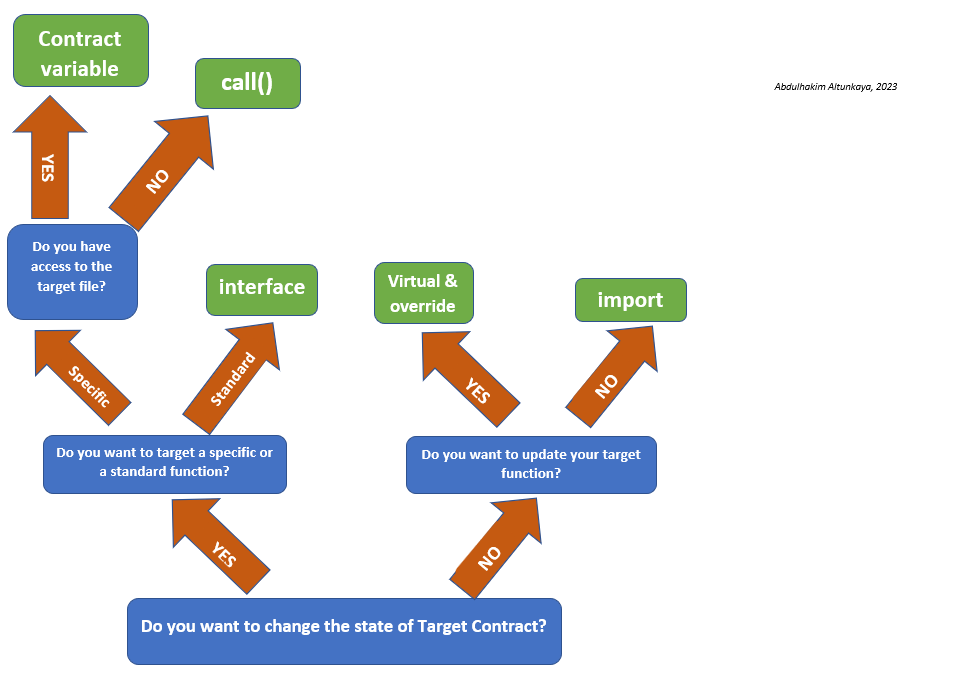 Contract
variable
call()
Abdulhakim Altunkaya, 2023
YES
NO
Do you have
access to the
target file?
interface
Virtual &
override
import
Specific
Standard
YES
NO
Do you want to target a specific or
a standard function?
Do you want to update your target
function?
YES
NO
Do you want to change the state of Target Contract?